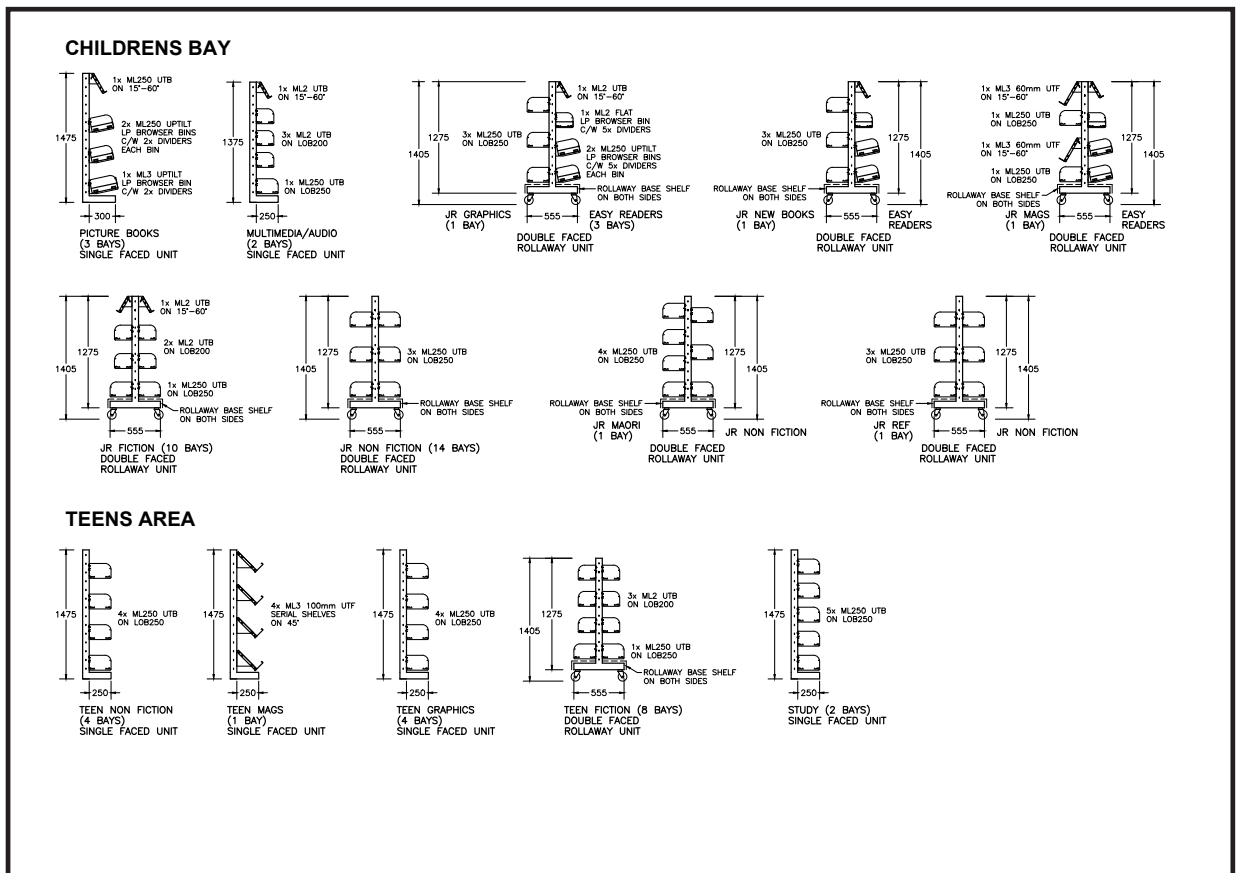 CHILDRENS BAY
1475
1x ML250 UTB
ON 15°-60°
2x ML250 UPTILT
LP BROWSER BINS
C/W 2x DIVIDERS
EACH BIN
1x ML3 UPTILT
LP BROWSER BIN
C/W 2x DIVIDERS
300
PICTURE BOOKS
(3 BAYS)
SINGLE FACED UNIT
1375
1x ML2 UTB
ON 15°-60°
3x ML2 UTB
ON LOB200
1x ML250 UTB
ON LOB250
250
MULTIMEDIA/AUDIO
(2 BAYS)
SINGLE FACED UNIT
1405
1275
3x ML250 UTB
ON LOB250
1x ML2 UTB
ON 15°-60°
1x ML2 FLAT
LP BROWSER BIN
C/W 5x DIVIDERS
2x ML250 UPTILT
LP BROWSER BINS
C/W 5x DIVIDERS
EACH BIN
ROLLAWAY BASE SHELF
ON BOTH SIDES
555
JR GRAPHICS
(1 BAY)
EASY READERS
(3 BAYS)
DOUBLE FACED
ROLLAWAY UNIT
3x ML250 UTB
ON LOB250
ROLLAWAY BASE SHELF
ON BOTH SIDES
1275
1405
555
JR NEW BOOKS
(1 BAY)
EASY
READERS
DOUBLE FACED
ROLLAWAY UNIT
1x ML3 60mm UTF
ON 15°-60°
1x ML250 UTB
ON LOB250
1x ML3 60mm UTF
ON 15°-60°
1x ML250 UTB
ON LOB250
ROLLAWAY BASE SHELF
ON BOTH SIDES
1275
1405
555
JR MAGS
(1 BAY)
EASY
READERS
DOUBLE FACED
ROLLAWAY UNIT
1405
1275
1x ML2 UTB
ON 15°-60°
2x ML2 UTB
ON LOB200
1x ML250 UTB
ON LOB250
ROLLAWAY BASE SHELF
ON BOTH SIDES
555
JR FICTION (10 BAYS)
DOUBLE FACED
ROLLAWAY UNIT
1405
1275
3x ML250 UTB
ON LOB250
ROLLAWAY BASE SHELF
ON BOTH SIDES
555
JR NON FICTION (14 BAYS)
DOUBLE FACED
ROLLAWAY UNIT
4x ML250 UTB
ON LOB250
ROLLAWAY BASE SHELF
ON BOTH SIDES
1275
1405
555
JR MAORI
(1 BAY)
JR NON FICTION
DOUBLE FACED
ROLLAWAY UNIT
3x ML250 UTB
ON LOB250
ROLLAWAY BASE SHELF
ON BOTH SIDES
1275
1405
555
JR REF
(1 BAY)
JR NON FICTION
DOUBLE FACED
ROLLAWAY UNIT
TEENS AREA
1475
4x ML250 UTB
ON LOB250
250
TEEN NON FICTION
(4 BAYS)
SINGLE FACED UNIT
1475
4x ML3 100mm UTF
SERIAL SHELVES
ON 45°
250
TEEN MAGS
(1 BAY)
SINGLE FACED UNIT
1475
4x ML250 UTB
ON LOB250
250
TEEN GRAPHICS
(4 BAYS)
SINGLE FACED UNIT
1405
1275
3x ML2 UTB
ON LOB200
1x ML250 UTB
ON LOB250
ROLLAWAY BASE SHELF
ON BOTH SIDES
555
TEEN FICTION (8 BAYS)
DOUBLE FACED
ROLLAWAY UNIT
1475
5x ML250 UTB
ON LOB250
250
STUDY (2 BAYS)
SINGLE FACED UNIT